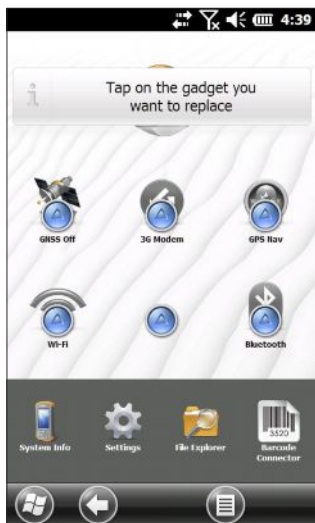 4:39
Tap on the gadget you
want to replace
GNSS Off
3G Modem
GPS Nav
Wi-Fi
Bluetooth
System Info
Settings
File Explorer
3520
Barcode
Connector